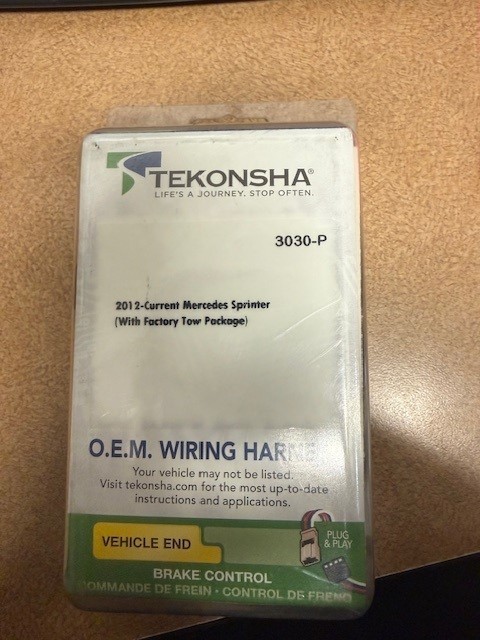 TEKONSHA®
LIFE'S A JOURNEY. STOP OFTEN.
3030-P
2012-Current Mercedes Sprinter
(With Factory Tow Package)
O.E.M. WIRING HARNE
Your vehicle may not be listed.
Visit tekonsha.com for the most up-to-date
instructions and applications.
VEHICLE END
PLUG
& PLAY
BRAKE CONTROL
COMMANDE DE FREIN • CONTROL DE FRENO